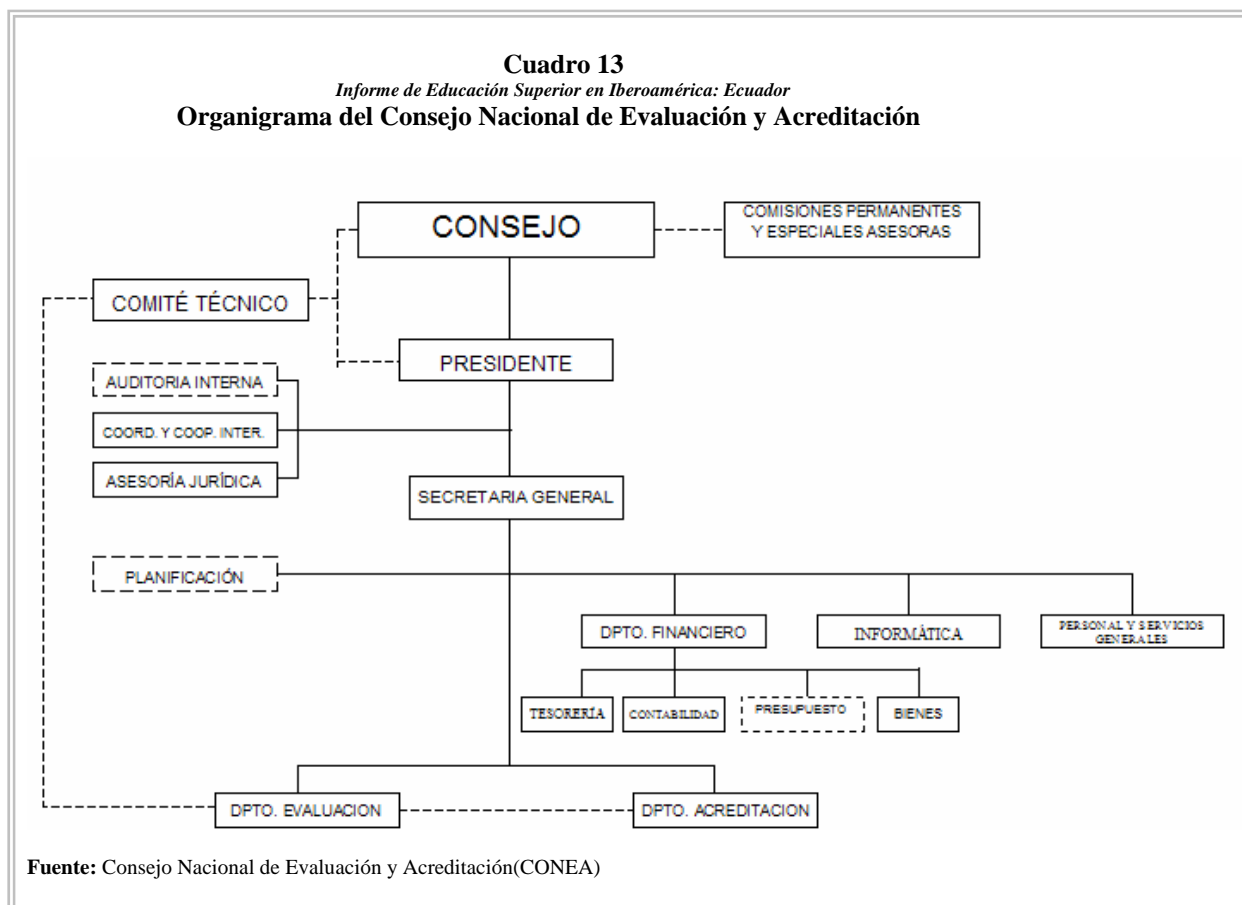 Cuadro 13
Informe de Educación Superior en Iberoamérica: Ecuador
Organigrama del Consejo Nacional de Evaluación y Acreditación
CONSEJO
COMISIONES PERMANENTES
Y ESPECIALES ASESORAS
COMITÉ TÉCNICO
PRESIDENTE
AUDITORIA INTERNA
COORD. Y COOP. INTER.
ASESORÍA JURÍDICA
SECRETARIA GENERAL
PLANIFICACIÓN
DPTO. FINANCIERO
INFORMÀTICA
PERSONAL Y SERVICIOS
GENERALES
TESORERÍA
CONTABILIDAD
PRESUPUESTO
BIENES
DPTO. EVALUACION
DPTO. ACREDITACION
Fuente: Consejo Nacional de Evaluación y Acreditación(CONEA)